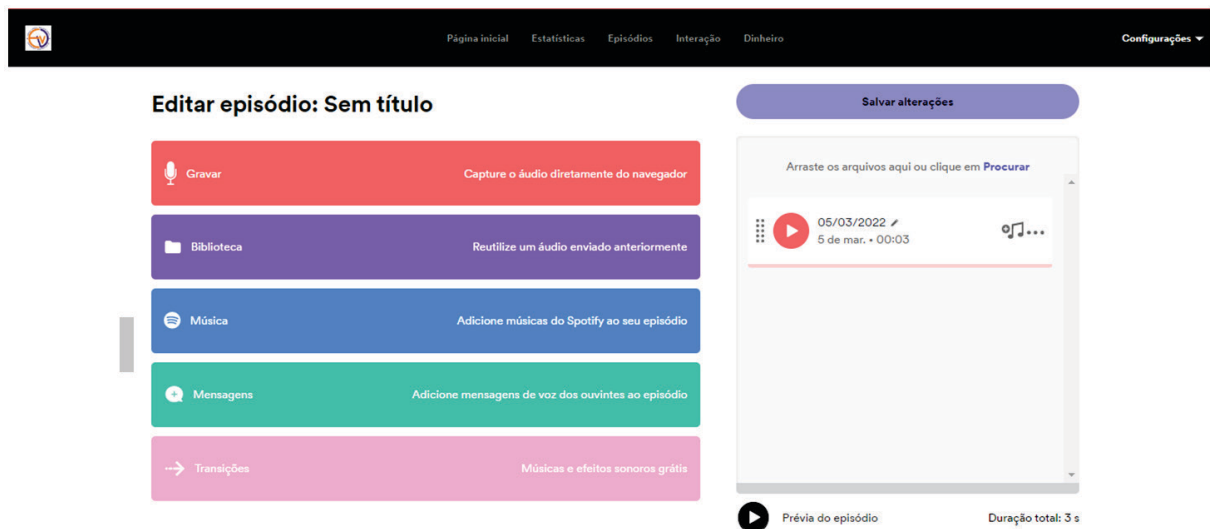 Página inicial Estatísticas Episódios Interação Dinheiro Configurações
Editar episódio: Sem título
Salvar alterações
Gravar Capture o áudio diretamente do navegador
Biblioteca Reutilize um áudio enviado anteriormente
Música Adicione músicas do Spotify ao seu episódio
Mensagens Adicione mensagens de voz dos ouvintes ao episódio
Transições Músicas e efeitos sonoros grátis
Arraste os arquivos aqui ou clique em Procurar
05/03/2022
5 de mar. • 00:03
Prévia do episódio Duração total: 3 s